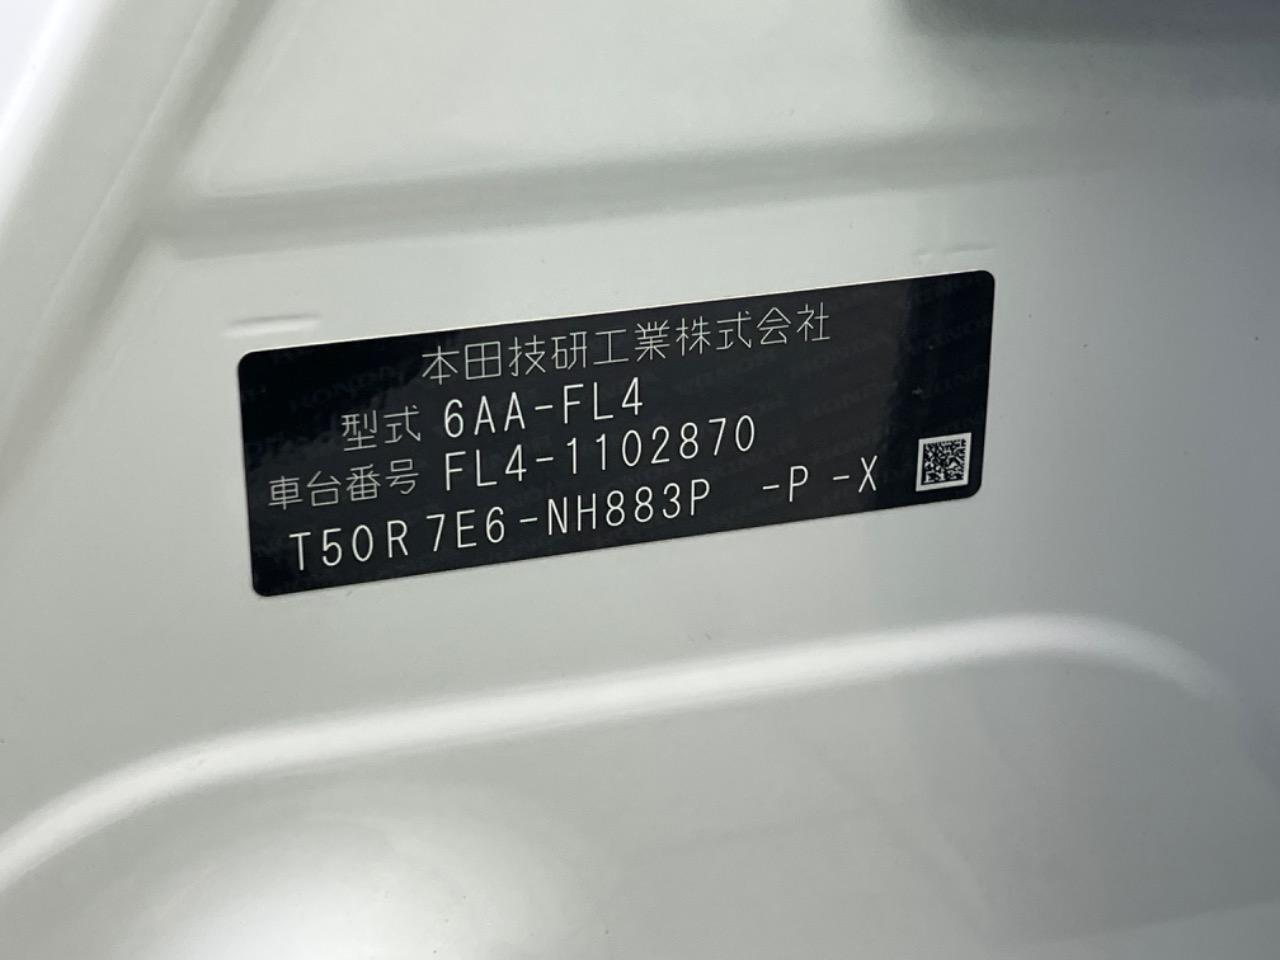 本田技研工業株式会社
型式 6AA-FL4
車台番号 FL4-1102870
T50R 7E6-NH883P -P -X